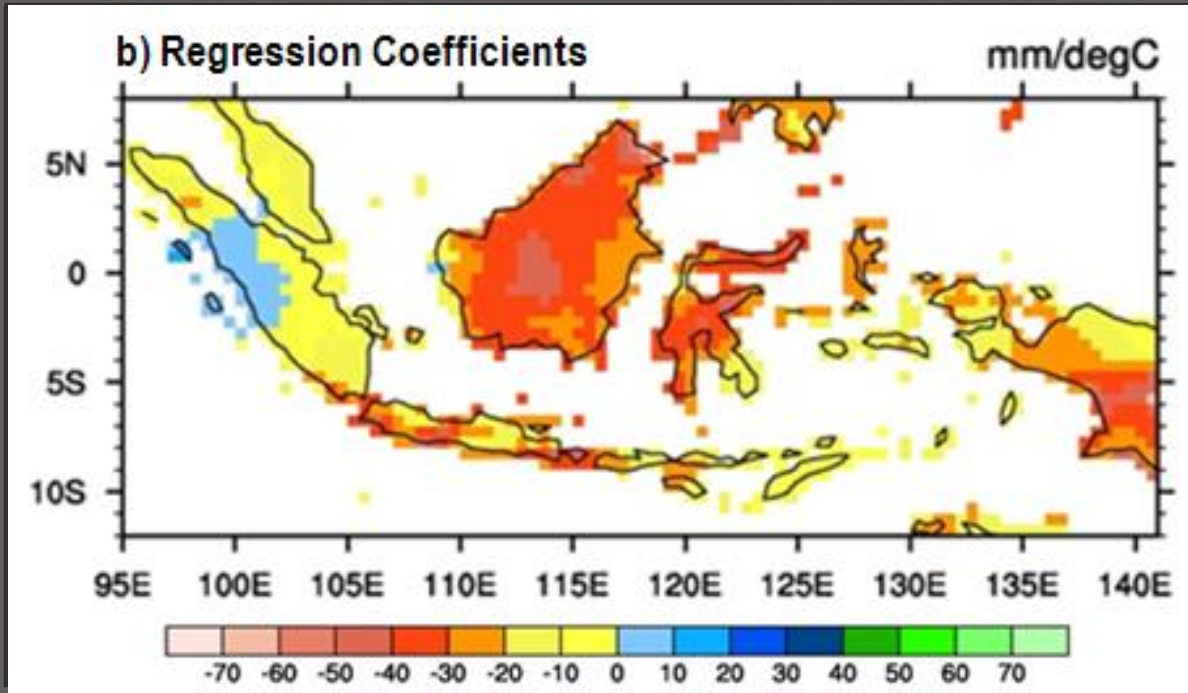 b) Regression Coefficients mm/degC
5N
0
5S
10S
95E 100E 105E 110E 115E 120E 125E 130E 135E 140E
-70 -60 -50 -40 -30 -20 -10 0 10 20 30 40 50 60 70